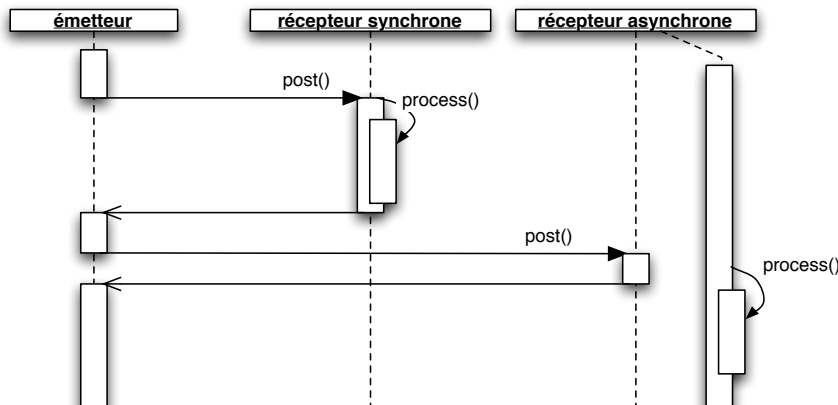 émetteur
récepteur synchrone
récepteur asynchrone
post()
process()
post()
process()